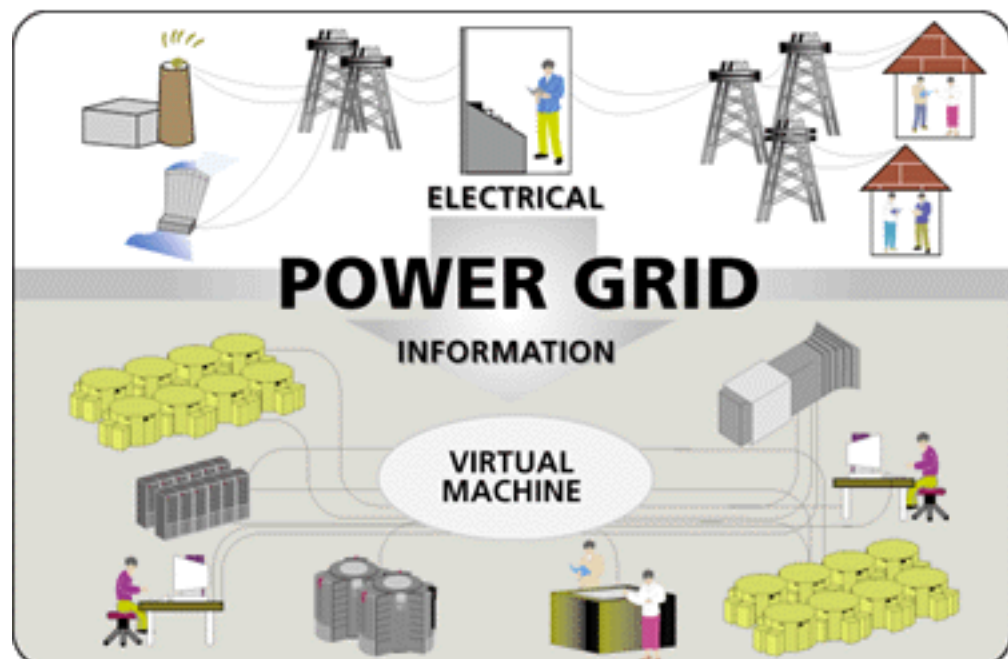 ELECTRICAL
POWER GRID
INFORMATION
VIRTUAL
MACHINE